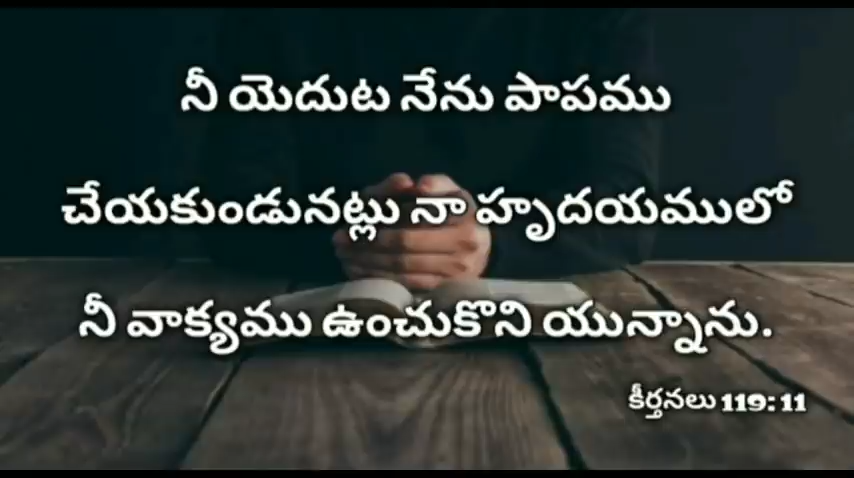 నీ యెదుట నేను పాపము
చేయకుండునట్లు నా హృదయములో
నీ వాక్యము ఉంచుకొని యున్నాను.
కీర్తనలు 119: 11